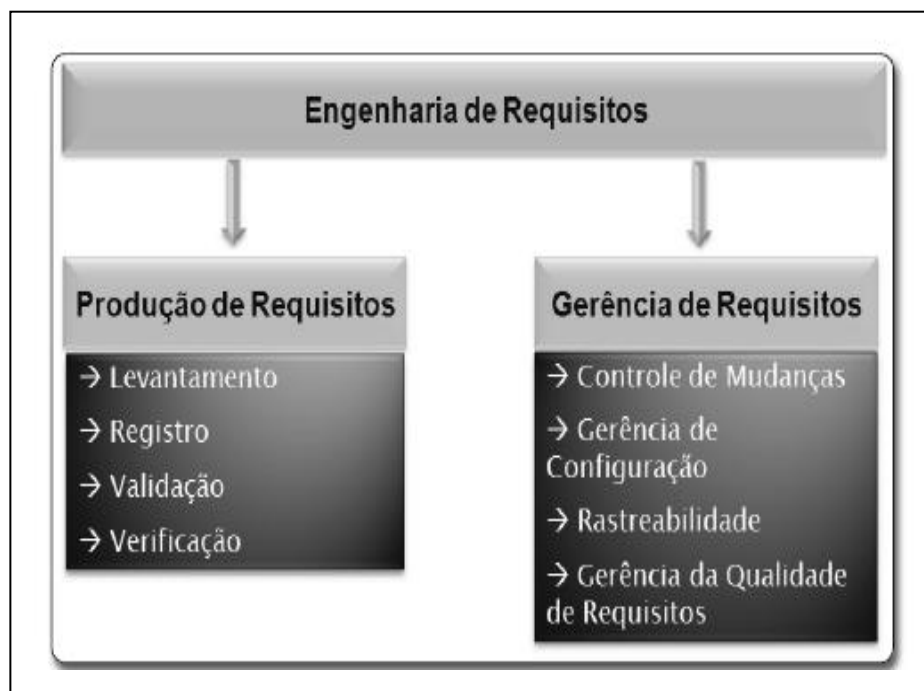 Engenharia de Requisitos
Produção de Requisitos
→ Levantamento
→ Registro
→ Validação
→ Verificação
Gerência de Requisitos
→ Controle de Mudanças
→ Gerência de
Configuração
→ Rastreabilidade
→ Gerência da Qualidade
de Requisitos